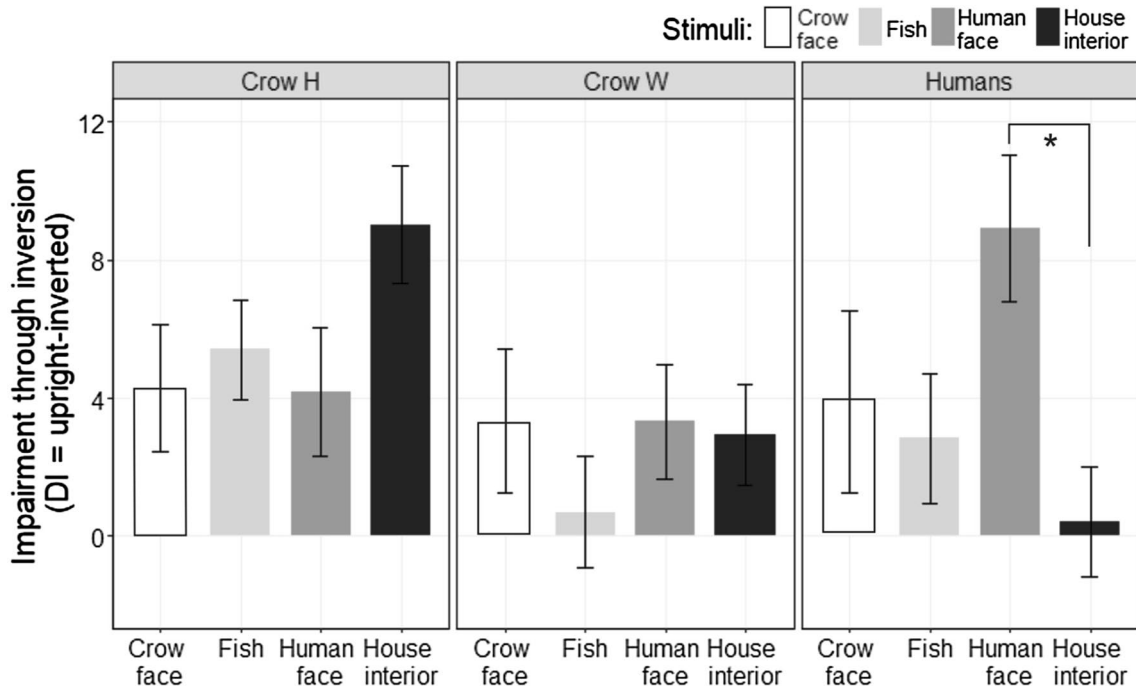 Stimuli: Crow face Fish Human face House interior
Crow H
Crow W
Humans
Impairment through inversion
(DI = upright-inverted)
12
8
4
0
*
Crow face Fish Human face House interior
Crow face Fish Human face House interior
Crow face Fish Human face House interior